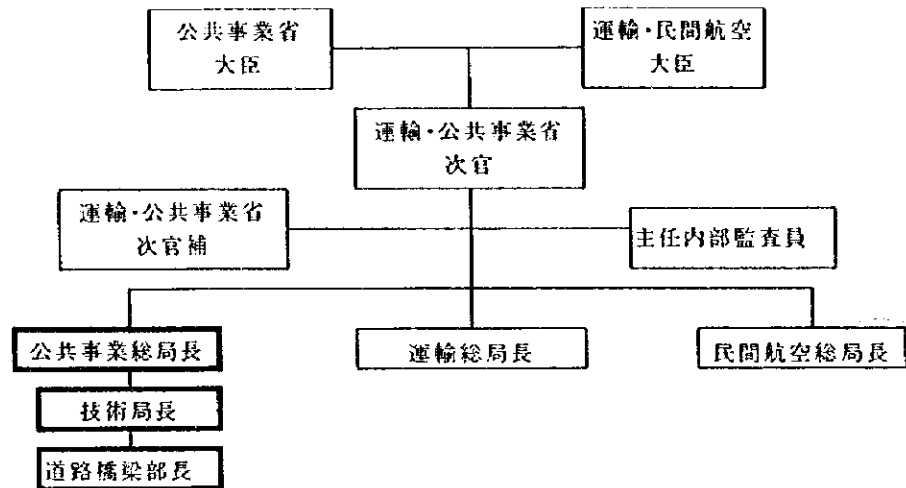 公共事業省
大臣
運輸・民間航空
大臣
運輸・公共事業省
次官
運輸・公共事業省
次官補
主任内部監査員
公共事業総局長
運輸総局長
民間航空総局長
技術局長
道路橋梁部長